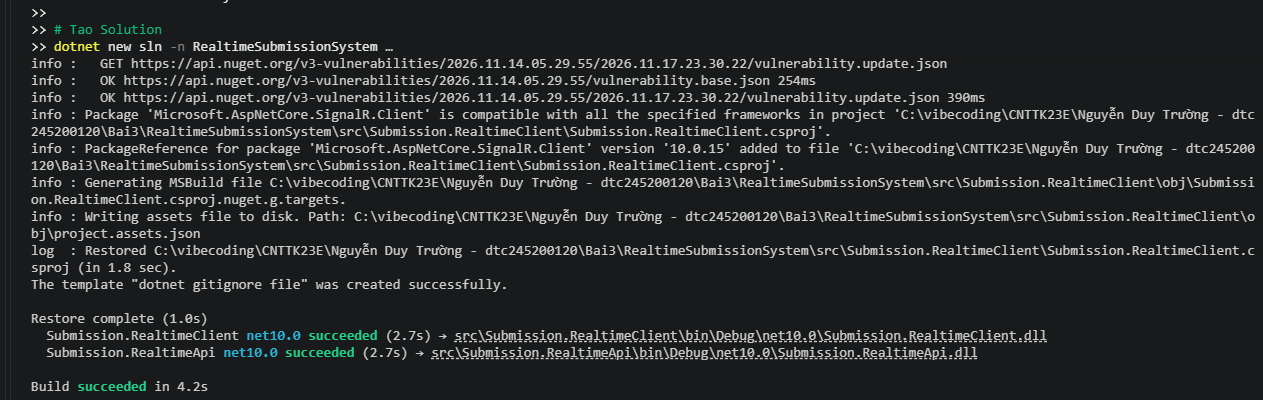 >>
>> # Tao Solution
>> dotnet new sln -n RealtimeSubmissionSystem …
info :   GET https://api.nuget.org/v3-vulnerabilities/2026.11.14.05.29.55/2026.11.17.23.30.22/vulnerability.update.json
info :   OK https://api.nuget.org/v3-vulnerabilities/2026.11.14.05.29.55/vulnerability.base.json 254ms
info :   OK https://api.nuget.org/v3-vulnerabilities/2026.11.14.05.29.55/2026.11.17.23.30.22/vulnerability.update.json 390ms
info : Package 'Microsoft.AspNetCore.SignalR.Client' is compatible with all the specified frameworks in project 'C:\vibecoding\CNTTK23E\Nguyễn Duy Trường - dtc
245200120\Bai3\RealtimeSubmissionSystem\src\Submission.RealtimeClient\Submission.RealtimeClient.csproj'.
info : PackageReference for package 'Microsoft.AspNetCore.SignalR.Client' version '10.0.15' added to file 'C:\vibecoding\CNTTK23E\Nguyễn Duy Trường - dtc245200
120\Bai3\RealtimeSubmissionSystem\src\Submission.RealtimeClient\Submission.RealtimeClient.csproj'.
info : Generating MSBuild file C:\vibecoding\CNTTK23E\Nguyễn Duy Trường - dtc245200120\Bai3\RealtimeSubmissionSystem\src\Submission.RealtimeClient\obj\Submissi
on.RealtimeClient.csproj.nuget.g.targets.
info : Writing assets file to disk. Path: C:\vibecoding\CNTTK23E\Nguyễn Duy Trường - dtc245200120\Bai3\RealtimeSubmissionSystem\src\Submission.RealtimeClient\o
bj\project.assets.json
log  : Restored C:\vibecoding\CNTTK23E\Nguyễn Duy Trường - dtc245200120\Bai3\RealtimeSubmissionSystem\src\Submission.RealtimeClient\Submission.RealtimeClient.c
sproj (in 1.8 sec).
The template "dotnet gitignore file" was created successfully.

Restore complete (1.0s)
  Submission.RealtimeClient net10.0 succeeded (2.7s) → src\Submission.RealtimeClient\bin\Debug\net10.0\Submission.RealtimeClient.dll
  Submission.RealtimeApi net10.0 succeeded (2.7s) → src\Submission.RealtimeApi\bin\Debug\net10.0\Submission.RealtimeApi.dll

Build succeeded in 4.2s